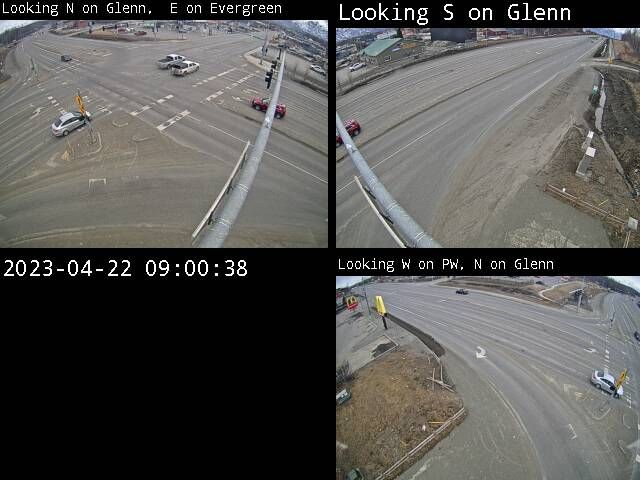 Looking N on Glenn,  E on Evergreen
Looking S on Glenn
2023-04-22 09:00:38
Looking W on PW, N on Glenn